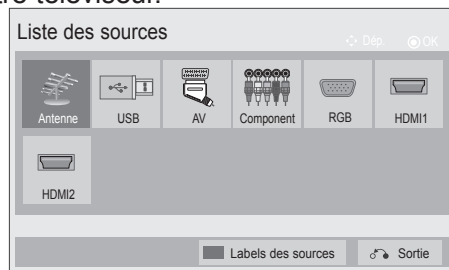 Liste des sources
Dép. OK
Antenne USB AV Component RGB HDMI1
HDMI2
Labels des sources Sortie